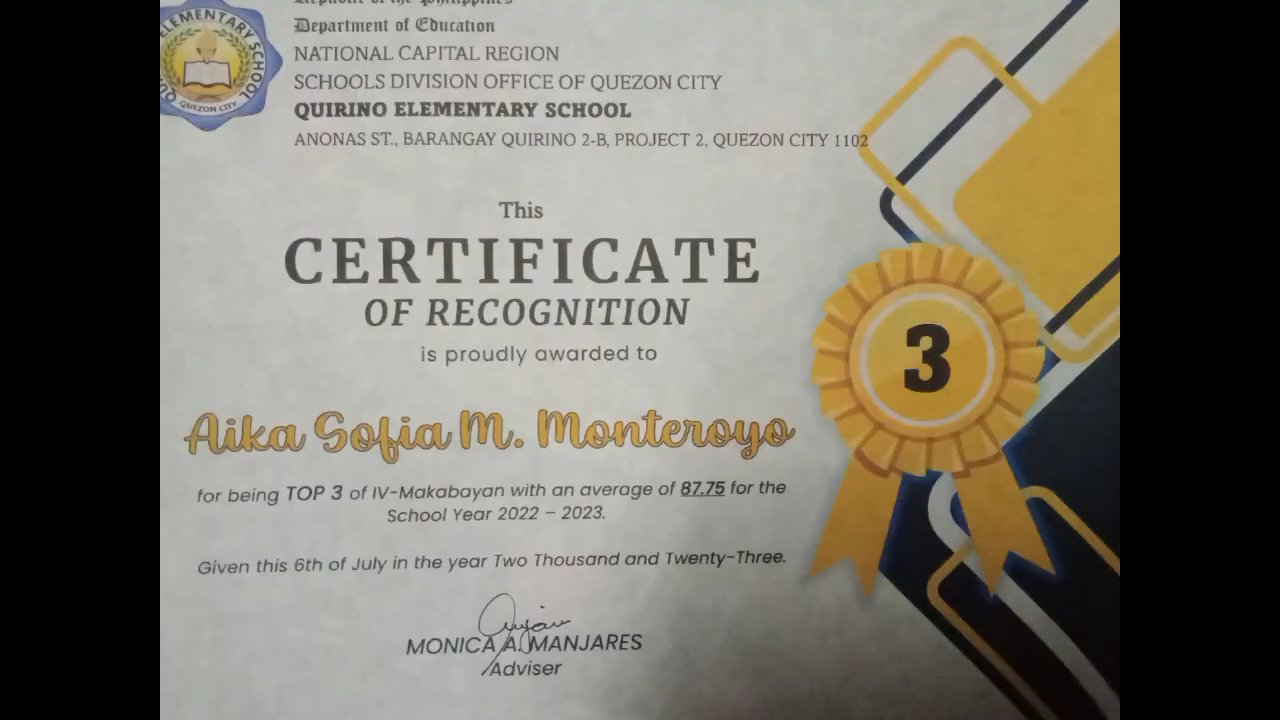 Republic of the Philippines
Department of Education
NATIONAL CAPITAL REGION
SCHOOLS DIVISION OFFICE OF QUEZON CITY
QUIRINO ELEMENTARY SCHOOL
ANONAS ST., BARANGAY QUIRINO 2-B, PROJECT 2, QUEZON CITY 1102
ELEMENTARY SCHOOL
QUEZON CITY
This
CERTIFICATE
OF RECOGNITION
is proudly awarded to
3
Aika Sofia M. Monteroyo
for being TOP 3 of IV-Makabayan with an average of 87.75 for the
School Year 2022 – 2023.
Given this 6th of July in the year Two Thousand and Twenty-Three.
MONICA A. MANJARES
Adviser